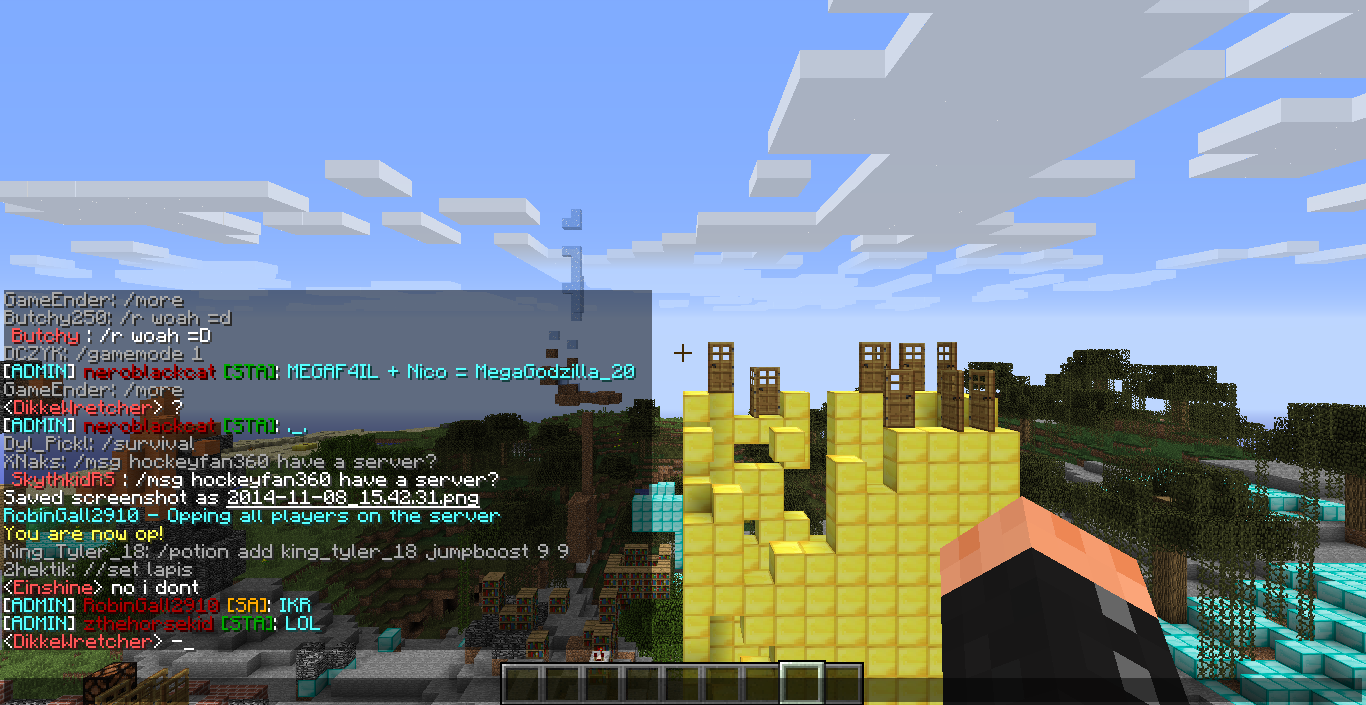 GameEnder: /more
Butchy250: /r woah =d
Butchy : /r woah =D
DCZYK: /gamemode 1
[ADMIN] neroblackcat [STA]: MEGAF4IL + Nico = MegaGodzilla_20
GameEnder: /more
<DikkeWretcher> ?
[ADMIN] neroblackcat [STA]: ._.
Dyl_Pickl: /survival
XNaks: /msg hockeyfan360 have a server?
SkythkidRS : /msg hockeyfan360 have a server?
Saved screenshot as 2014-11-08_15.42.31.png
RobinGall2910 - Opping all players on the server
You are now op!
King_Tyler_18: /potion add king_tyler_18 jumpboost 9 9
2hektik: //set lapis
<Einshine> no i dont
[ADMIN] RobinGall2910 [SA]: IKR
[ADMIN] zthehorsekid [STA]: LOL
<DikkeWretcher> -_